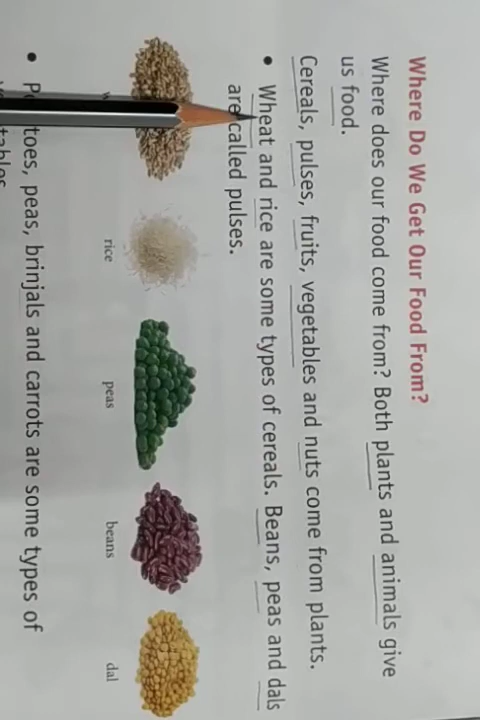 Where Do We Get Our Food From?
Where does our food come from? Both plants and animals give
us food.
Cereals, pulses, fruits, vegetables and nuts come from plants.
• Wheat and rice are some types of cereals. Beans, peas and dals
are called pulses.
rice peas beans dal
• peas, brinjals and carrots are some types of